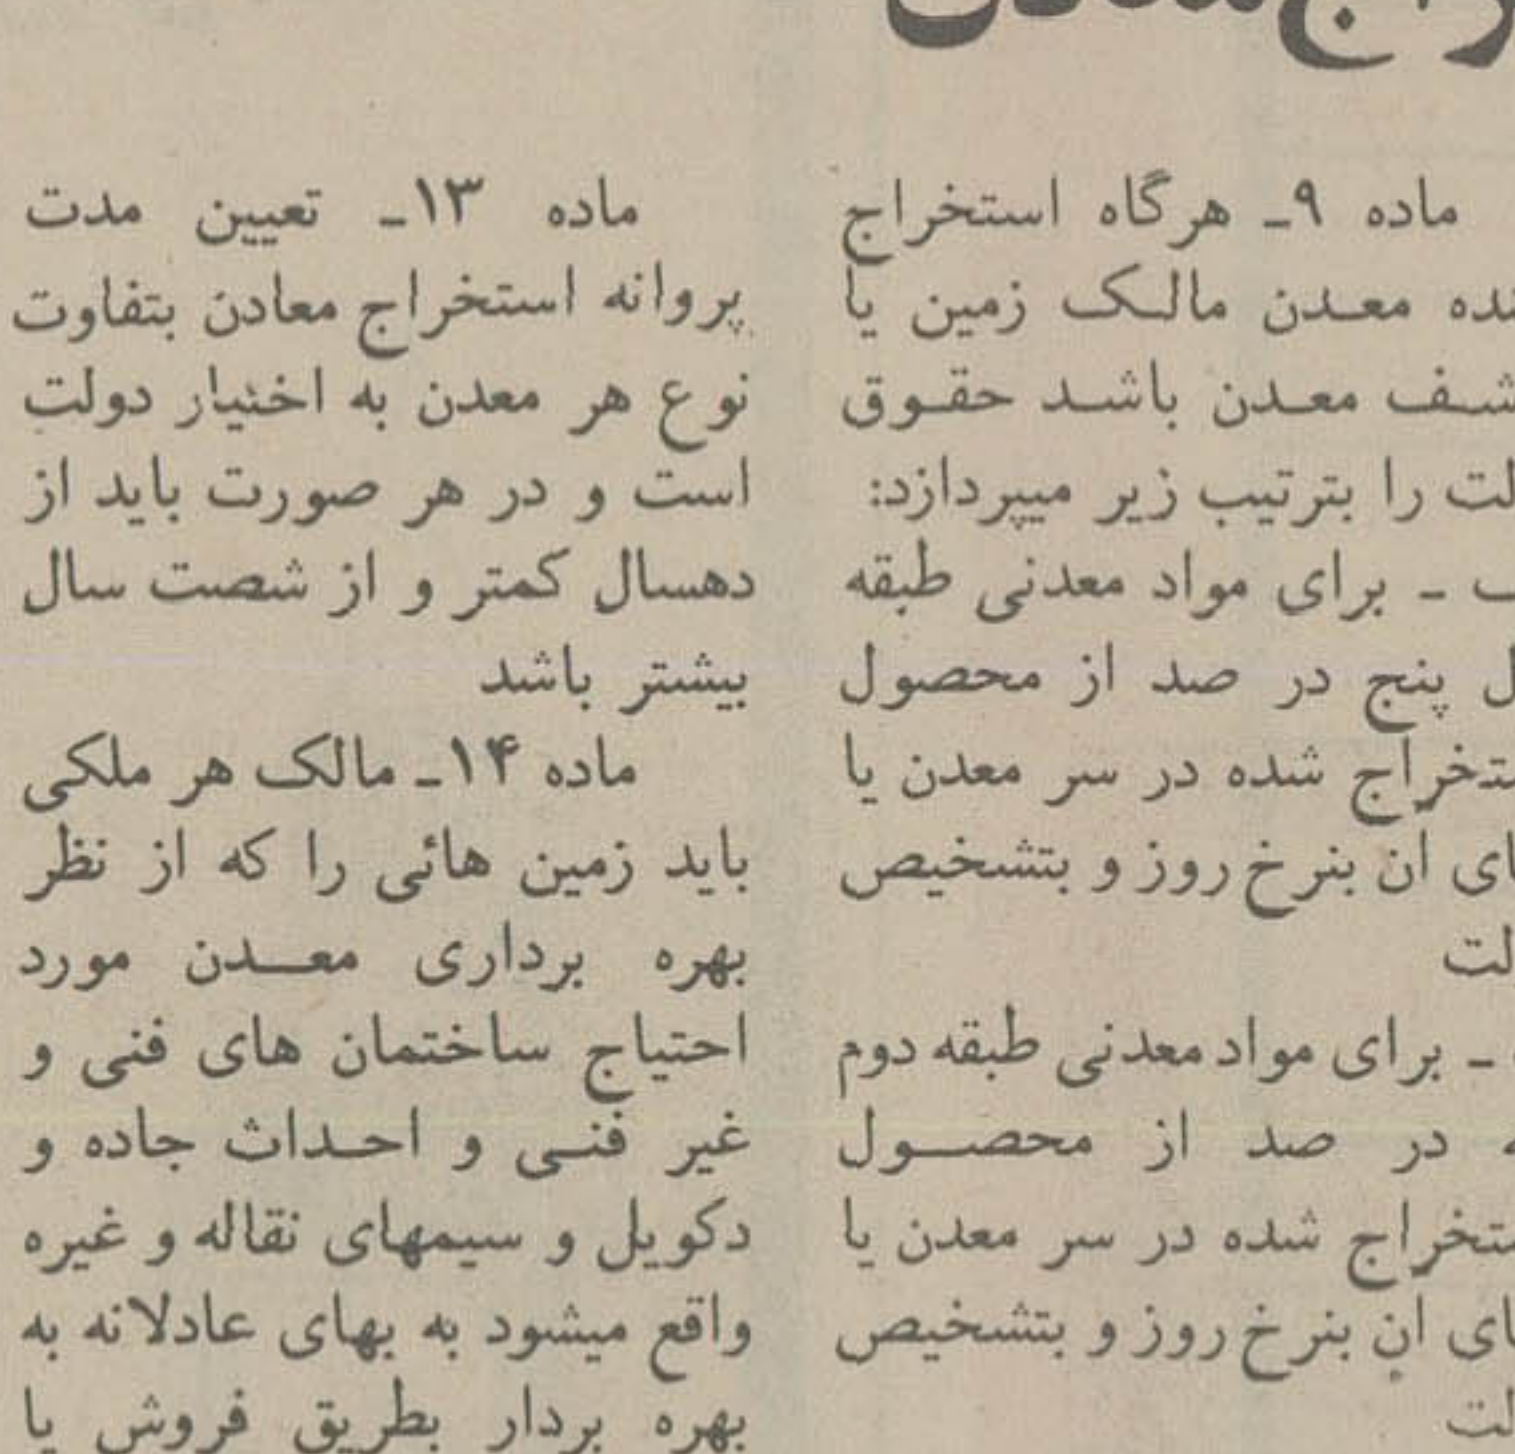 ماده ۹ـ هرگاه استخراج
معدن مالک زمین یا
معدن باشد حقوق
را بترتیب زیر میپردازد:
ـ برای مواد معدنی طبقه
پنج در صد از محصول
شده در سر معدن یا
ان بنرخ روز و بتشخیص
ـ برای مواد معدنی طبقه دوم
در صد از محصول
شده در سر معدن یا
ان بنرخ روز و بتشخیص
ماده ۱۳ـ تعیین مدت
پروانه استخراج معادن بتفاوت
نوع هر معدن به اختیار دولت
است و در هر صورت باید از
دهسال کمتر و از شصت سال
بیشتر باشد
ماده ۱۴ـ مالک هر ملکی
باید زمین هائی را که از نظر
بهره برداری معدن مورد
احتیاج ساختمان های فنی و
غیر فنی و احداث جاده و
دکویل و سیمهای نقاله و غیره
واقع میشود به بهای عادلانه به
بهره بردار بطریق فروش یا